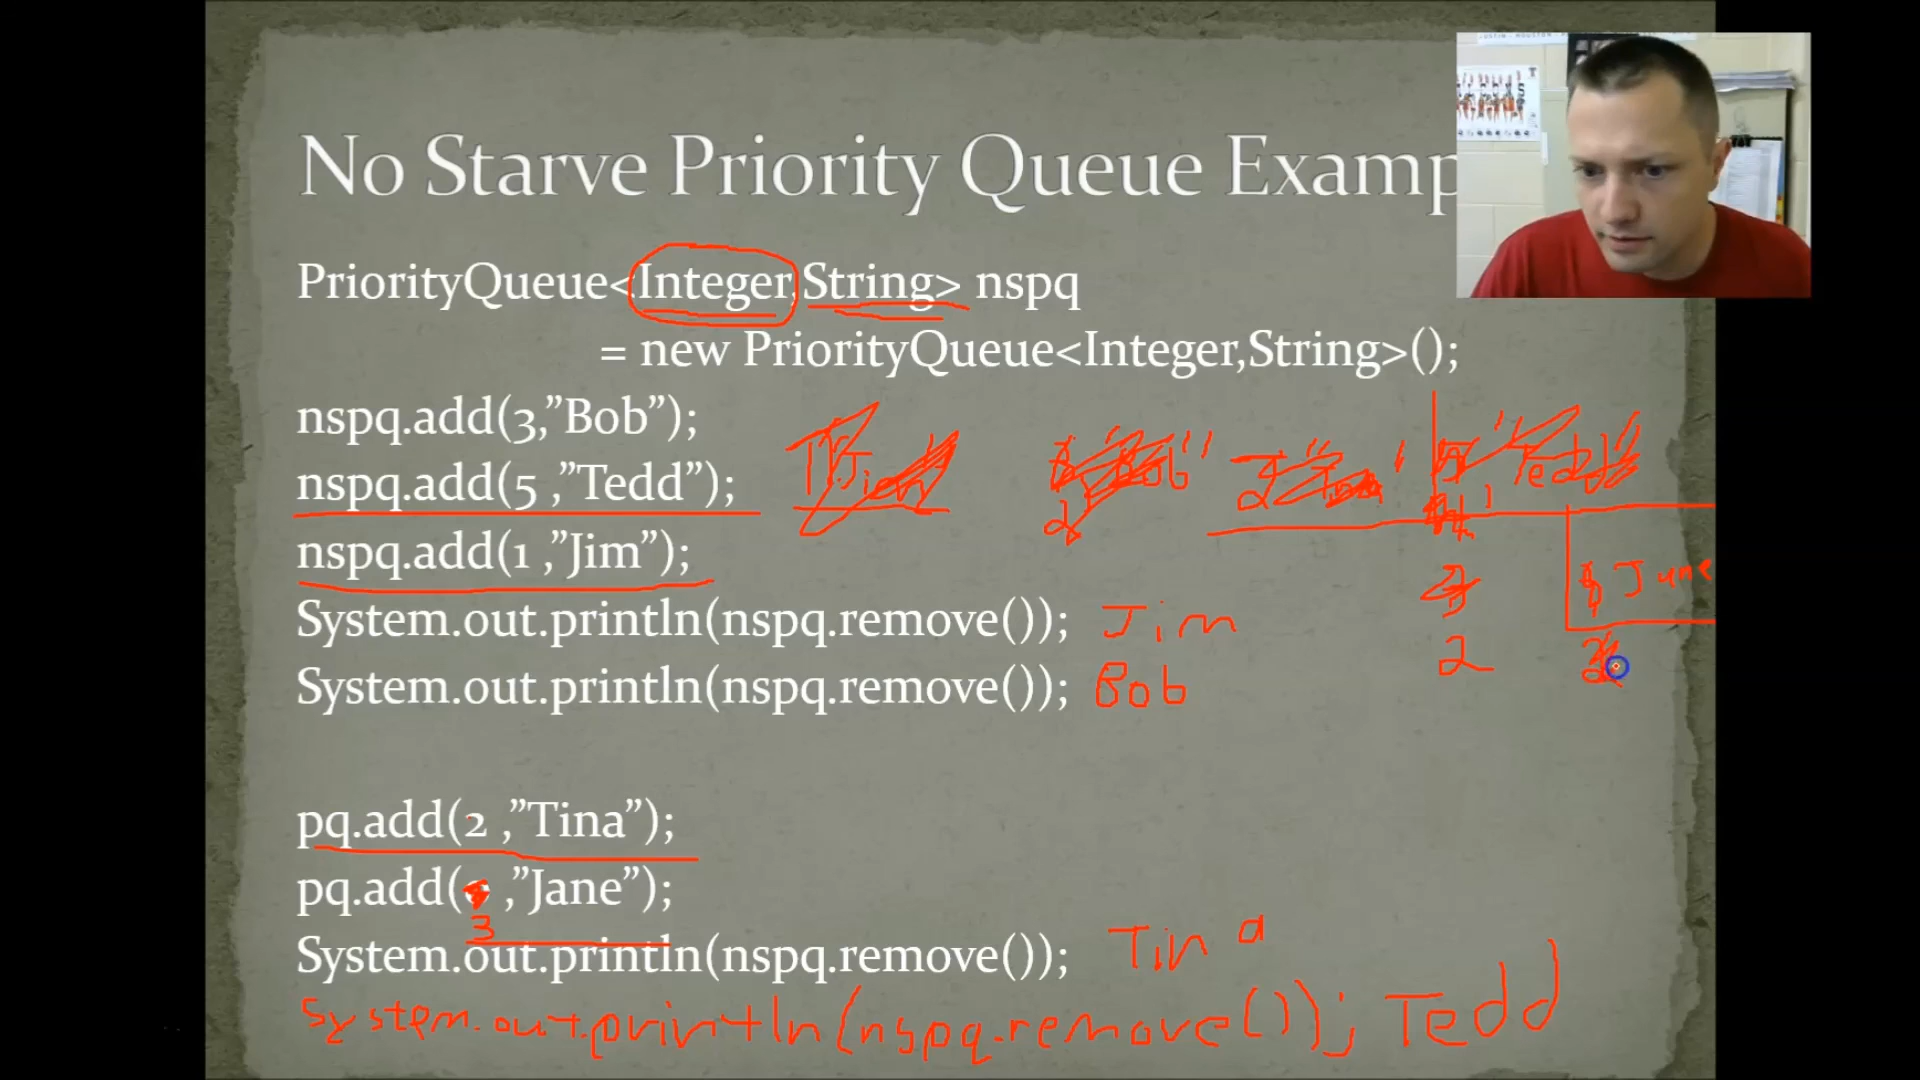 No Starve Priority Queue Examp
PriorityQueue<Integer,String> nspq
= new PriorityQueue<Integer,String>();
nspq.add(3,”Bob”);
nspq.add(5 ,”Tedd”);
nspq.add(1 ,”Jim”);
System.out.println(nspq.remove()); Jim
System.out.println(nspq.remove()); Bob
2
Jane
pq.add(2 ,”Tina”);
pq.add( ,”Jane”);
3
System.out.println(nspq.remove()); Tina
System.out.println(nspq.remove()); Tedd